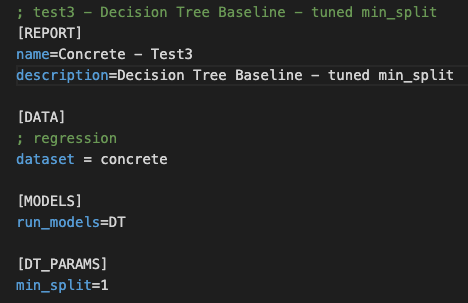 ; test3 - Decision Tree Baseline - tuned min_split
[REPORT]
name=Concrete - Test3
description=Decision Tree Baseline - tuned min_split
[DATA]
; regression
dataset = concrete
[MODELS]
run_models=DT
[DT_PARAMS]
min_split=1